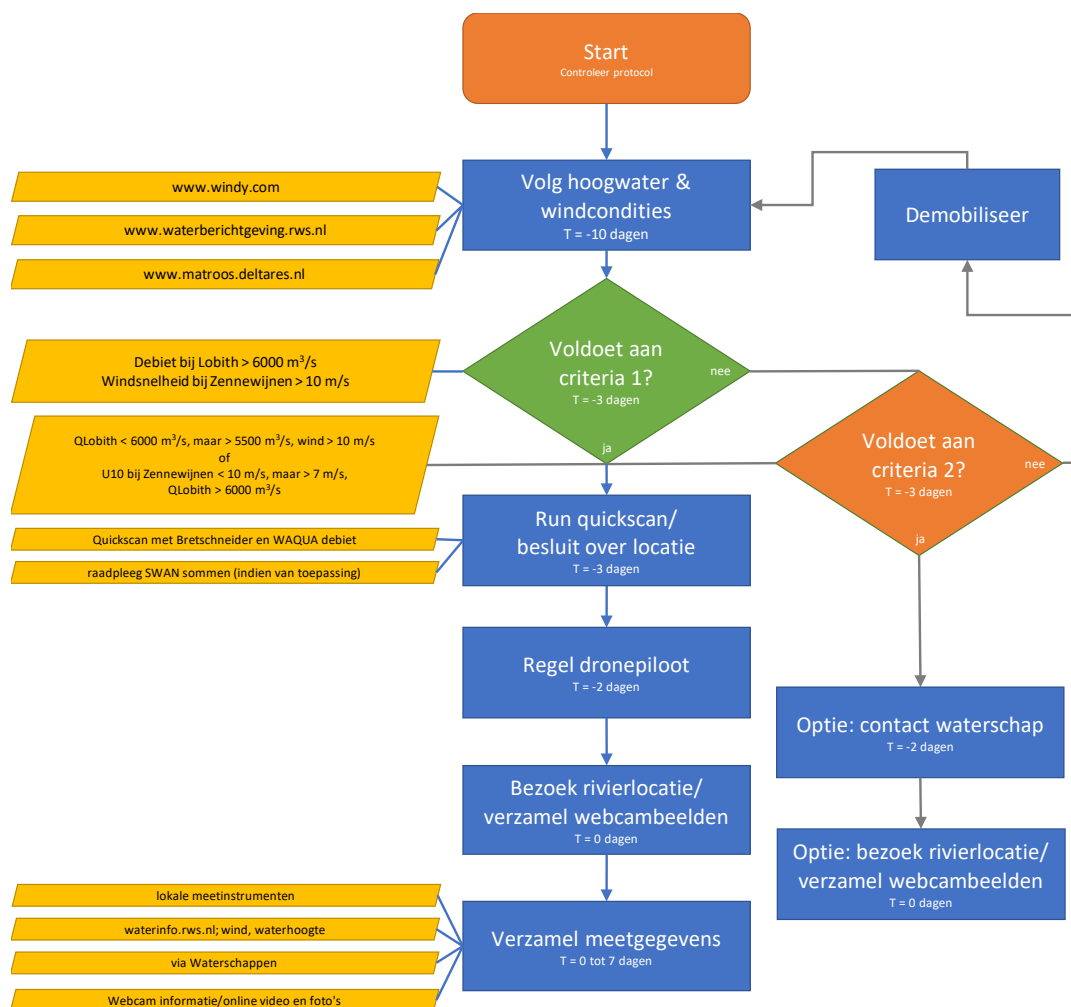 Start
Controleer protocol
Volg hoogwater &
windcondities
T = -10 dagen
Demobiliseer
www.windy.com
www.waterberichtgeving.rws.nl
www.matroos.deltares.nl
Voldoet aan
criteria 1?
T = -3 dagen
nee
ja
Debiet bij Lobith > 6000 m³/s
Windsnelheid bij Zennewijnen > 10 m/s
Voldoet aan
criteria 2?
T = -3 dagen
nee
ja
QLobith < 6000 m³/s, maar > 5500 m³/s, wind > 10 m/s
of
U10 bij Zennewijnen < 10 m/s, maar > 7 m/s,
QLobith > 6000 m³/s
Run quickscan/
besluit over locatie
T = -3 dagen
Quickscan met Bretschneider en WAQUA debiet
raadpleeg SWAN sommen (indien van toepassing)
Regel dronepiloot
T = -2 dagen
Optie: contact waterschap
T = -2 dagen
Bezoek rivierlocatie/
verzamel webcambeelden
T = 0 dagen
Optie: bezoek rivierlocatie/
verzamel webcambeelden
T = 0 dagen
Verzamel meetgegevens
T = 0 tot 7 dagen
lokale meetinstrumenten
waterinfo.rws.nl; wind, waterhoogte
via Waterschappen
Webcam informatie/online video en foto's